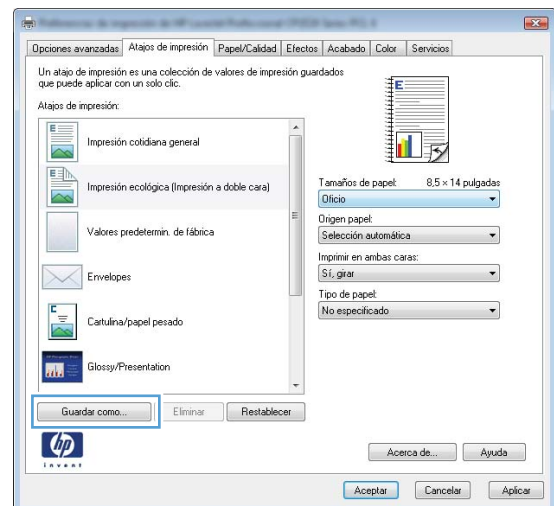 Opciones avanzadas Atajos de impresión Papel/Calidad Efectos Acabado Color Servicios
Un atajo de impresión es una colección de valores de impresión guardados
que puede aplicar con un solo clic.
Atajos de impresión:
Impresión cotidiana general
Impresión ecológica (Impresión a doble cara)
Valores predetermin. de fábrica
Envelopes
Cartulina/papel pesado
Glossy/Presentation
Guardar como... Eliminar Restablecer
Tamaños de papel: 8,5 × 14 pulgadas
Oficio
Origen papel:
Selección automática
Imprimir en ambas caras:
Sí, girar
Tipo de papel:
No especificado
hp
invent
Acerca de... Ayuda
Aceptar Cancelar Aplicar